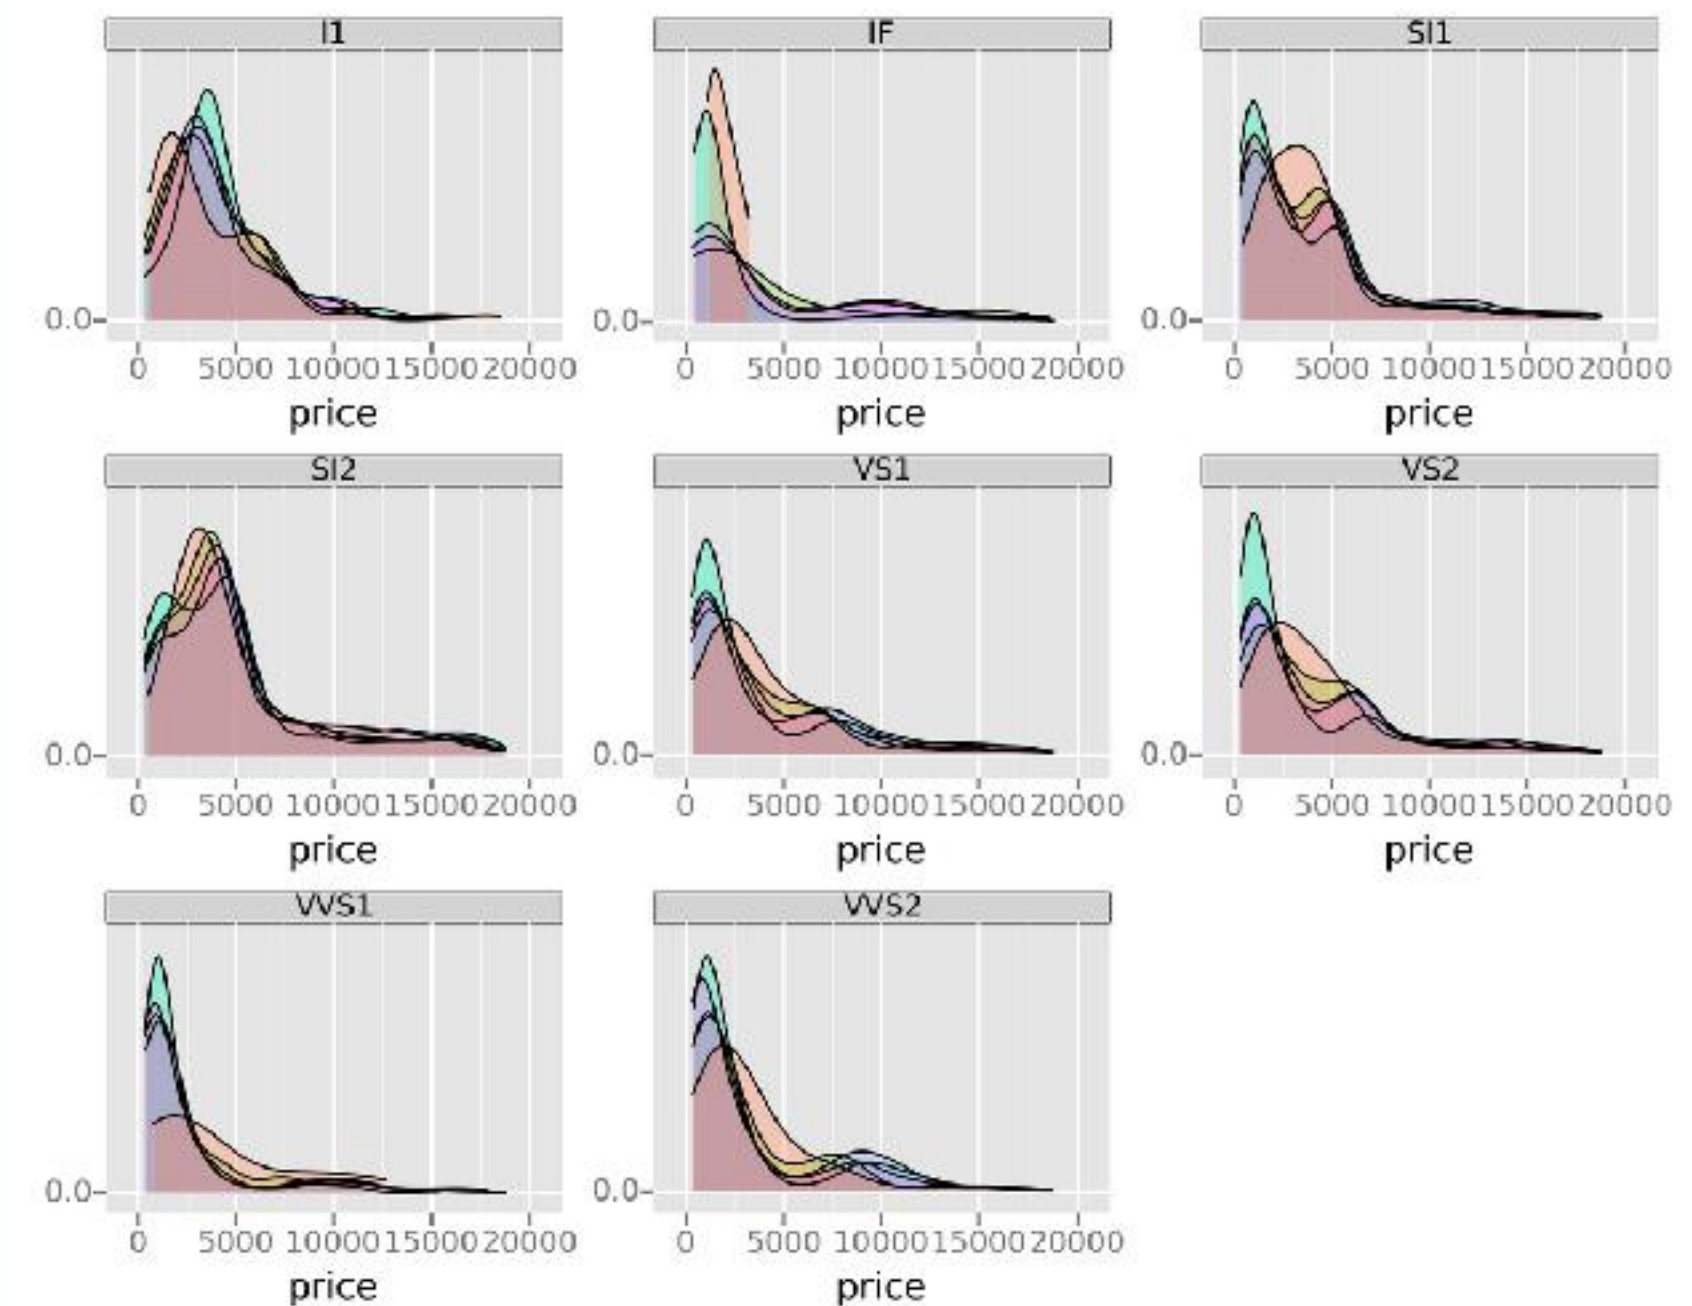 I1 IF SI1
0.0 0.0 0.0
0 5000 10000 15000 20000 0 5000 10000 15000 20000 0 5000 10000 15000 20000
price price price
SI2 VS1 VS2
0.0 0.0 0.0
0 5000 10000 15000 20000 0 5000 10000 15000 20000 0 5000 10000 15000 20000
price price price
VVS1 VVS2
0.0 0.0
0 5000 10000 15000 20000 0 5000 10000 15000 20000
price price